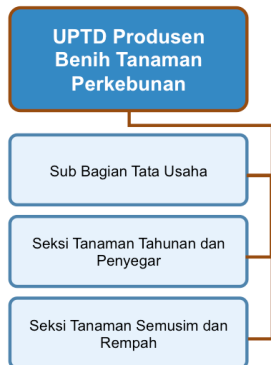 UPTD Produsen
Benih Tanaman
Perkebunan
Sub Bagian Tata Usaha
Seksi Tanaman Tahunan dan
Penyegar
Seksi Tanaman Semusim dan
Rempah